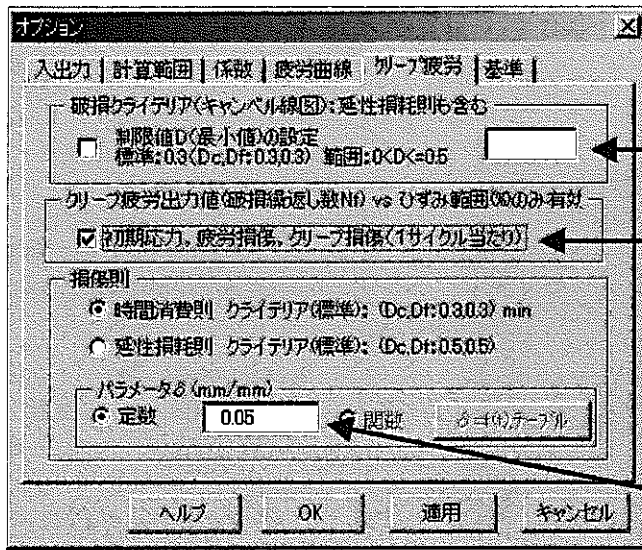 オプション
入出力 計算範囲 係数 疲労曲線 クリープ疲労 基準
破損クライテリア(キャンベル線図):延性損耗則も含む
制限値D(最小値)の設定
標準:0.3(Dc,Df:0.3,0.3) 範囲:0<D<=0.5
クリープ疲労出力値(破損繰返し数Nf) vs ひずみ範囲(%)のみ有効
初期応力,疲労損傷,クリープ損傷(1サイクル当たり)
損傷則
時間消費則 クライテリア(標準): (Dc,Df:0.3,0.3) min
延性損耗則 クライテリア(標準): (Dc,Df:0.5,0.5)
パラメータδ(mm/mm)
定数 0.05 関数 δ=f(t)テーブル
ヘルプ OK 適用 キャンセル